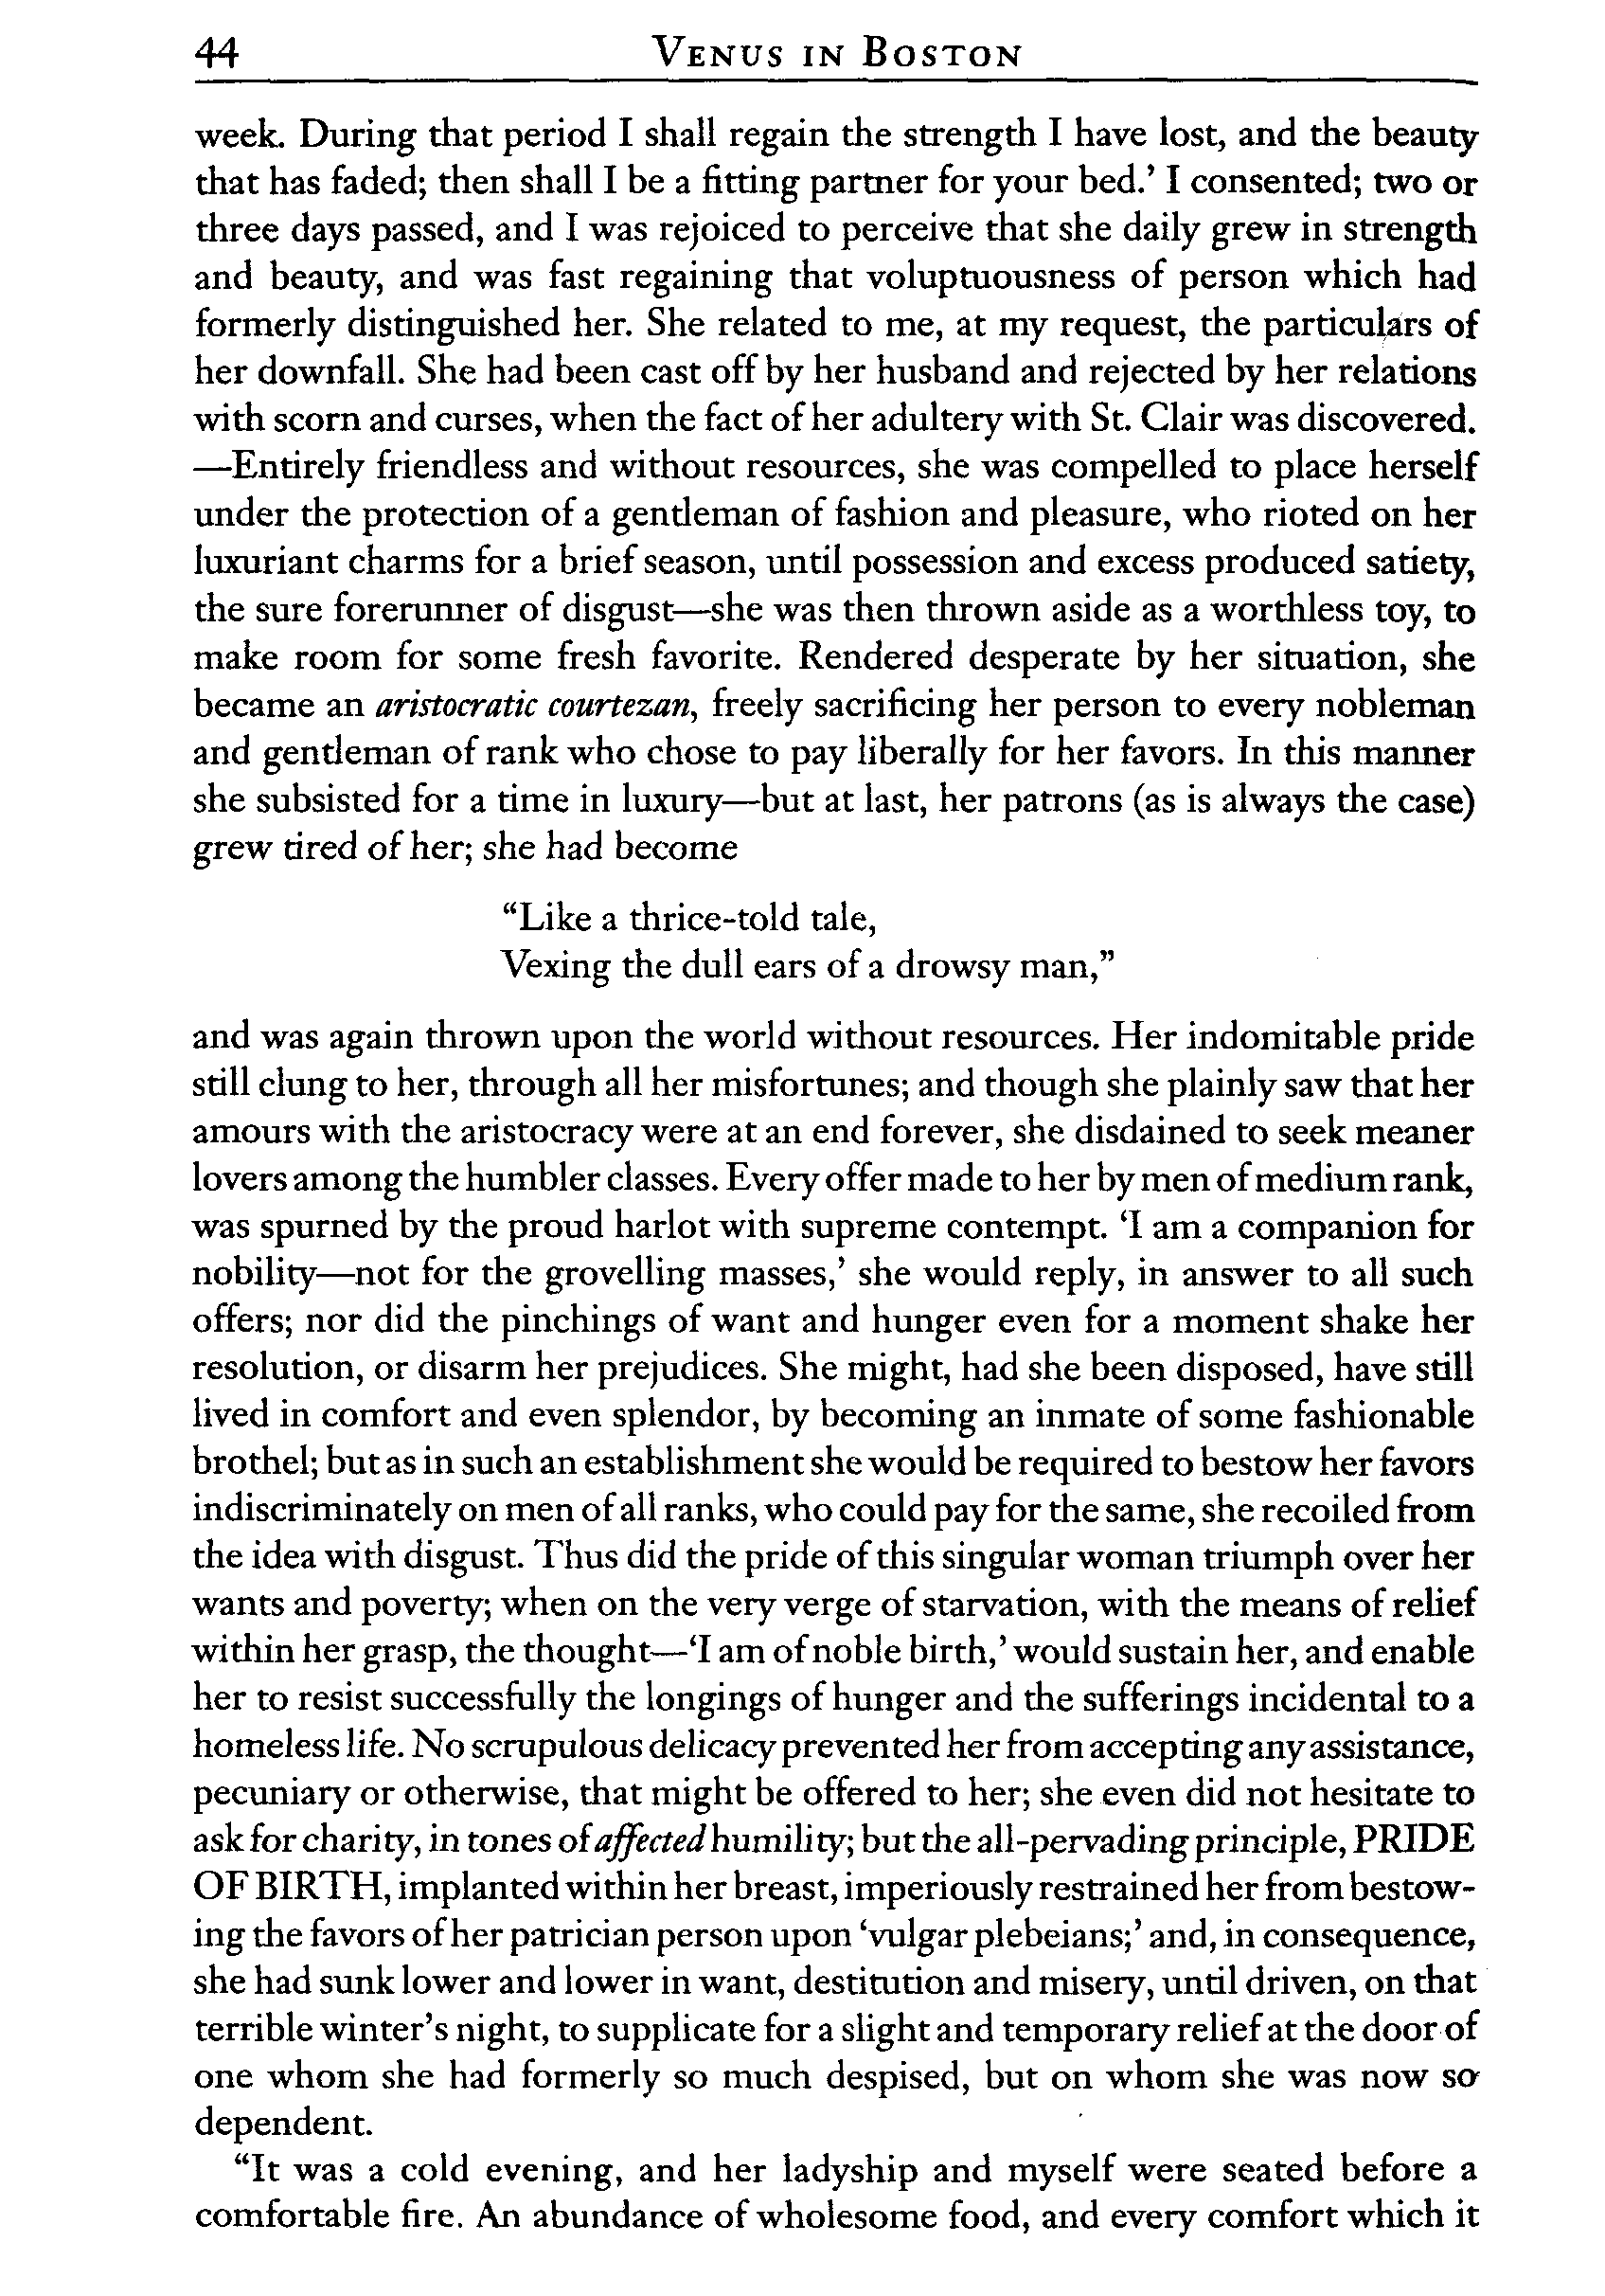 44 VENUS IN BOSTON
week. During that period I shall regain the strength I have lost, and the beauty
that has faded; then shall I be a fitting partner for your bed.’ I consented; two or
three days passed, and I was rejoiced to perceive that she daily grew in strength
and beauty, and was fast regaining that voluptuousness of person which had
formerly distinguished her. She related to me, at my request, the particulars of
her downfall. She had been cast off by her husband and rejected by her relations
with scorn and curses, when the fact of her adultery with St. Clair was discovered.
—Entirely friendless and without resources, she was compelled to place herself
under the protection of a gentleman of fashion and pleasure, who rioted on her
luxuriant charms for a brief season, until possession and excess produced satiety,
the sure forerunner of disgust—she was then thrown aside as a worthless toy, to
make room for some fresh favorite. Rendered desperate by her situation, she
became an aristocratic courtezan, freely sacrificing her person to every nobleman
and gentleman of rank who chose to pay liberally for her favors. In this manner
she subsisted for a time in luxury—but at last, her patrons (as is always the case)
grew tired of her; she had become
“Like a thrice-told tale,
Vexing the dull ears of a drowsy man,”
and was again thrown upon the world without resources. Her indomitable pride
still clung to her, through all her misfortunes; and though she plainly saw that her
amours with the aristocracy were at an end forever, she disdained to seek meaner
lovers among the humbler classes. Every offer made to her by men of medium rank,
was spurned by the proud harlot with supreme contempt. ‘I am a companion for
nobility—not for the grovelling masses,’ she would reply, in answer to all such
offers; nor did the pinchings of want and hunger even for a moment shake her
resolution, or disarm her prejudices. She might, had she been disposed, have still
lived in comfort and even splendor, by becoming an inmate of some fashionable
brothel; but as in such an establishment she would be required to bestow her favors
indiscriminately on men of all ranks, who could pay for the same, she recoiled from
the idea with disgust. Thus did the pride of this singular woman triumph over her
wants and poverty; when on the very verge of starvation, with the means of relief
within her grasp, the thought—‘I am of noble birth,’ would sustain her, and enable
her to resist successfully the longings of hunger and the sufferings incidental to a
homeless life. No scrupulous delicacy prevented her from accepting any assistance,
pecuniary or otherwise, that might be offered to her; she even did not hesitate to
ask for charity, in tones of affected humility; but the all-pervading principle, PRIDE
OF BIRTH, implanted within her breast, imperiously restrained her from bestow-
ing the favors of her patrician person upon ‘vulgar plebeians;’ and, in consequence,
she had sunk lower and lower in want, destitution and misery, until driven, on that
terrible winter’s night, to supplicate for a slight and temporary relief at the door of
one whom she had formerly so much despised, but on whom she was now so
dependent.
“It was a cold evening, and her ladyship and myself were seated before a
comfortable fire. An abundance of wholesome food, and every comfort which it